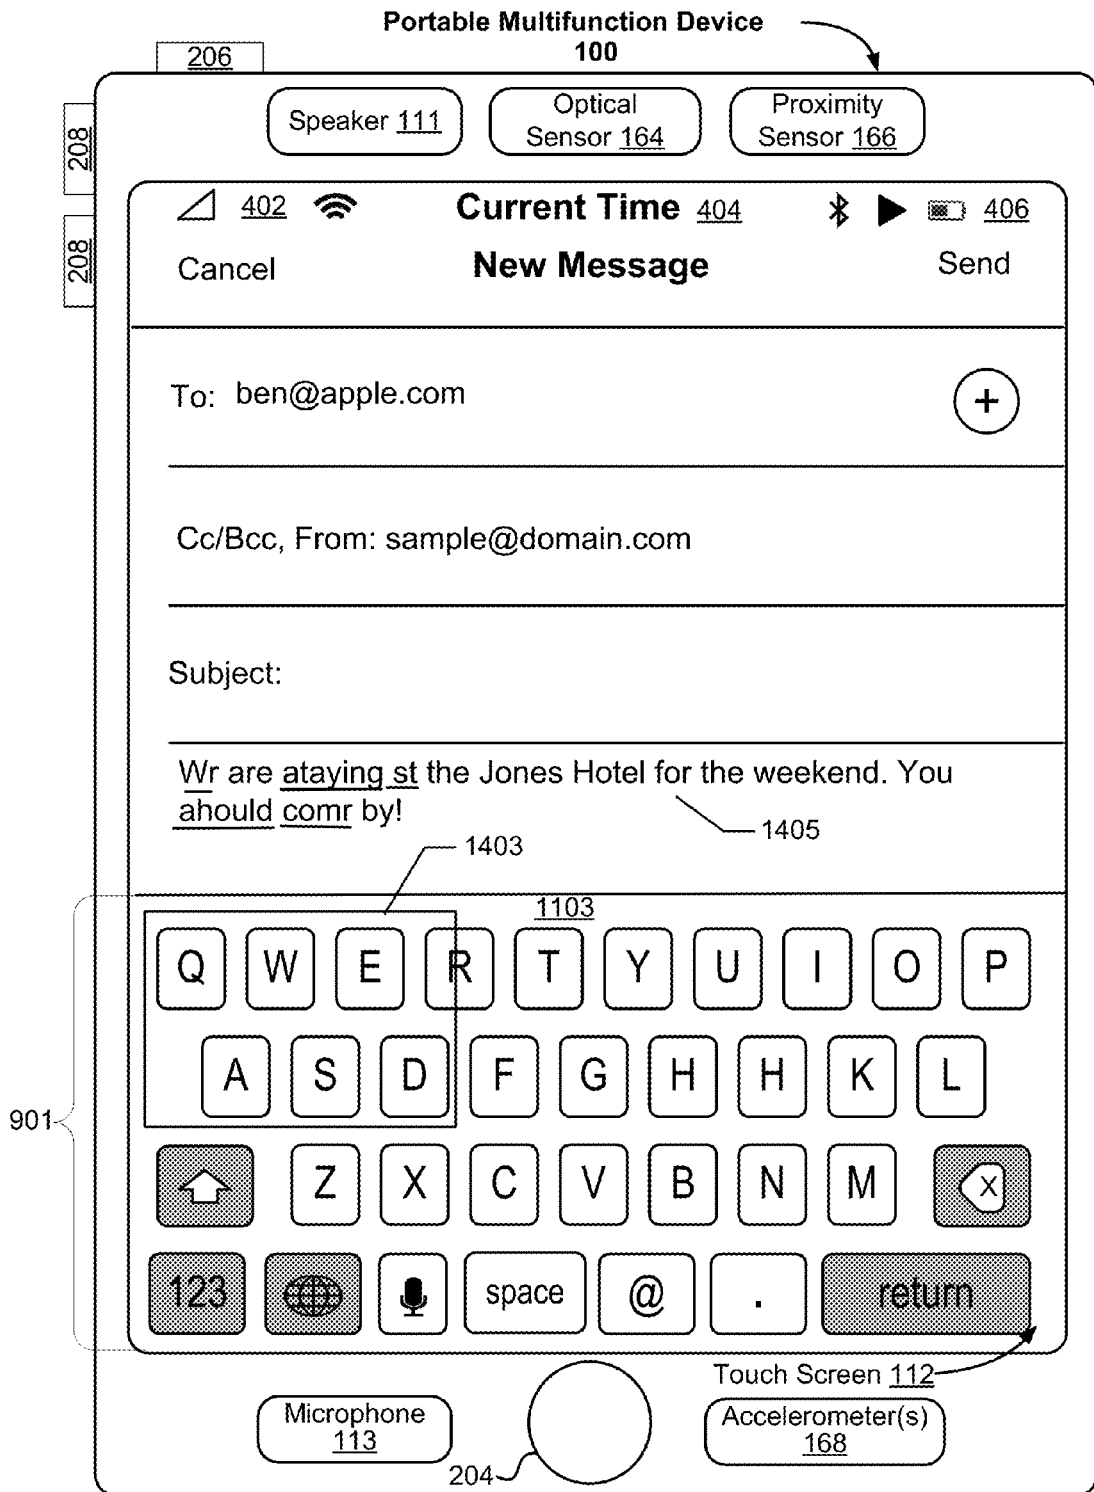 Portable Multifunction Device
100
206
208
208
Speaker 111
Optical
Sensor 164
Proximity
Sensor 166
402
Current Time 404
406
Cancel
New Message
Send
To: ben@apple.com
+
Cc/Bcc, From: sample@domain.com
Subject:
Wr are ataying st the Jones Hotel for the weekend. You
ahould comr by!
1405
1403
1103
Q W E R T Y U I O P
A S D F G H H K L
901
Z X C V B N M X
123 space @ . return
Touch Screen 112
Microphone
113
204
Accelerometer(s)
168